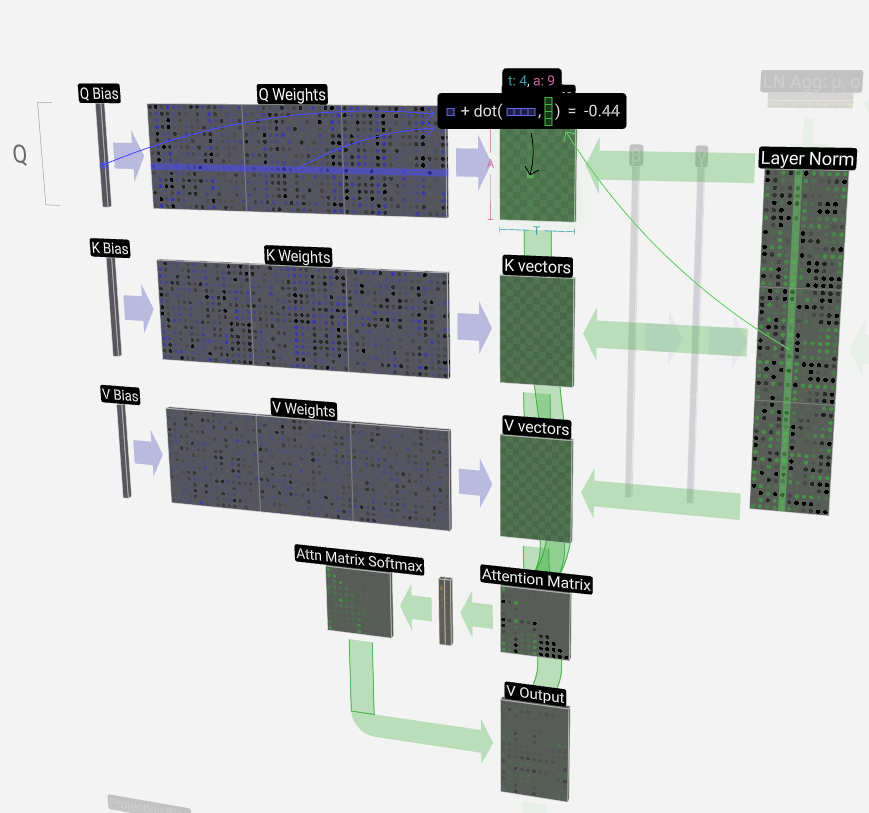 t: 4, a: 9
LN Agg: μ, σ
Q Bias
Q Weights
+ dot( , ) = -0.44
Q
A
β
γ
Layer Norm
T
K Bias
K Weights
K vectors
V Bias
V Weights
V vectors
Attn Matrix Softmax
Attention Matrix
V Output